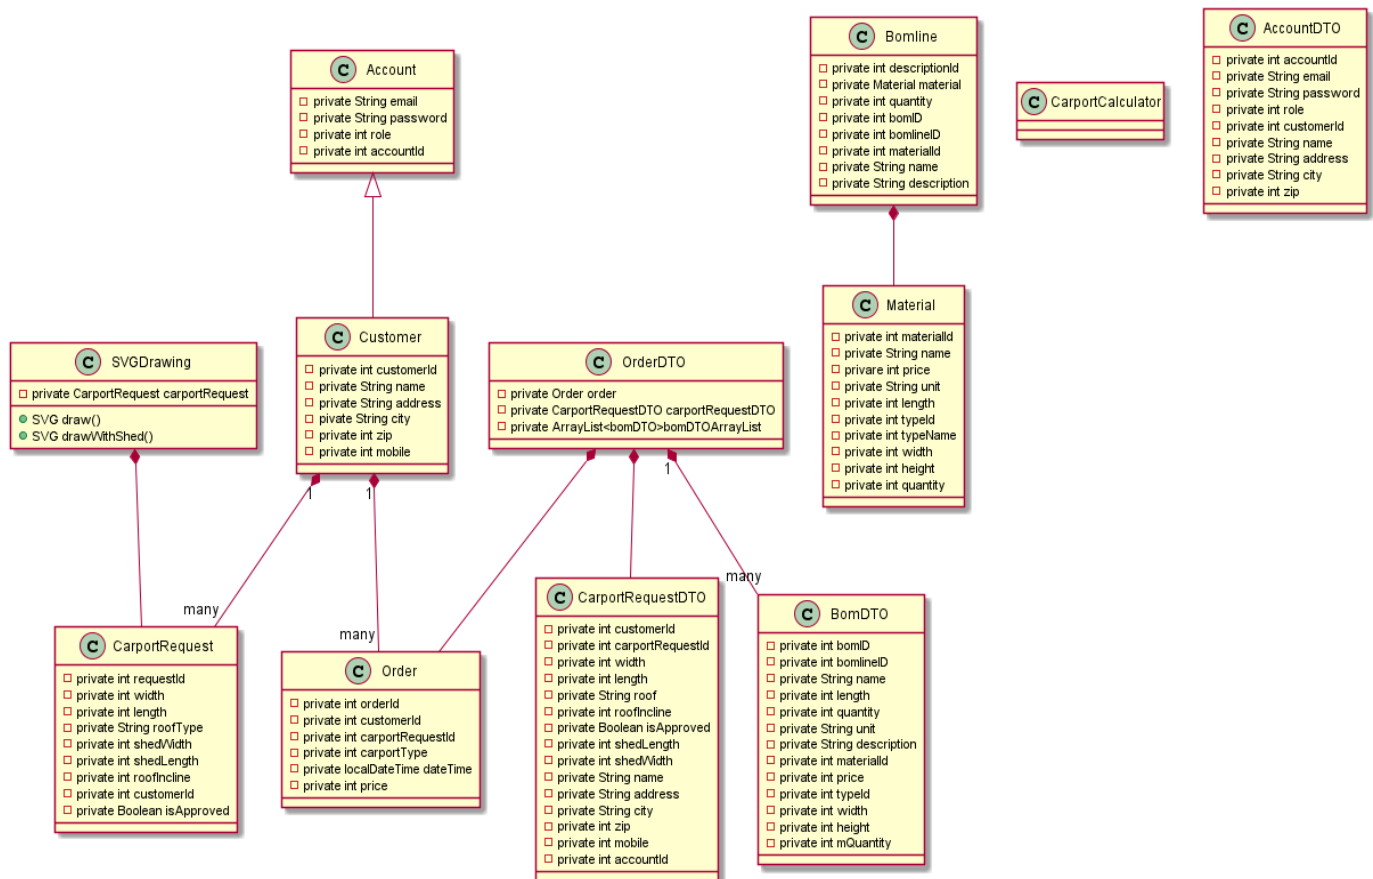 C Account
private String email
private String password
private int role
private int accountId
C Bomline
private int descriptionId
private Material material
private int quantity
private int bomID
private int bomlineID
private int materialId
private String name
private String description
C CarportCalculator
C AccountDTO
private int accountId
private String email
private String password
private int role
private int customerId
private String name
private String address
private String city
private int zip
C SVGDrawing
private CarportRequest carportRequest
SVG draw()
SVG drawWithShed()
C Customer
private int customerId
private String name
private String address
pivate String city
private int zip
private int mobile
C OrderDTO
private Order order
private CarportRequestDTO carportRequestDTO
private ArrayList<bomDTO>bomDTOArrayList
C Material
private int materialId
private String name
privare int price
private String unit
private int length
private int typeId
private int typeName
private int width
private int height
private int quantity
1
1
1
many
many
many
C CarportRequest
private int requestId
private int width
private int length
private String roofType
private int shedWidth
private int shedLength
private int roofIncline
private int customerId
private Boolean isApproved
C Order
private int orderId
private int customerId
private int carportRequestId
private int carportType
private localDateTime dateTime
private int price
C CarportRequestDTO
private int customerId
private int carportRequestId
private int width
private int length
private String roof
private int roofIncline
private Boolean isApproved
private int shedLength
private int shedWidth
private String name
private String address
private String city
private int zip
private int mobile
private int accountId
C BomDTO
private int bomID
private int bomlineID
private String name
private int length
private int quantity
private String unit
private String description
private int materialId
private int price
private int typeId
private int width
private int height
private int mQuantity